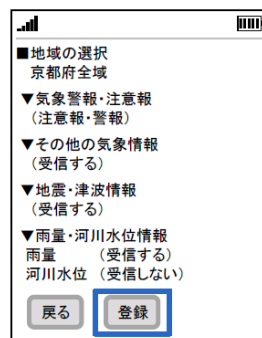 ■地域の選択
京都府全域
▼気象警報・注意報
（注意報・警報）
▼その他の気象情報
（受信する）
▼地震・津波情報
（受信する）
▼雨量・河川水位情報
雨量　　（受信する）
河川水位（受信しない）
戻る　登録